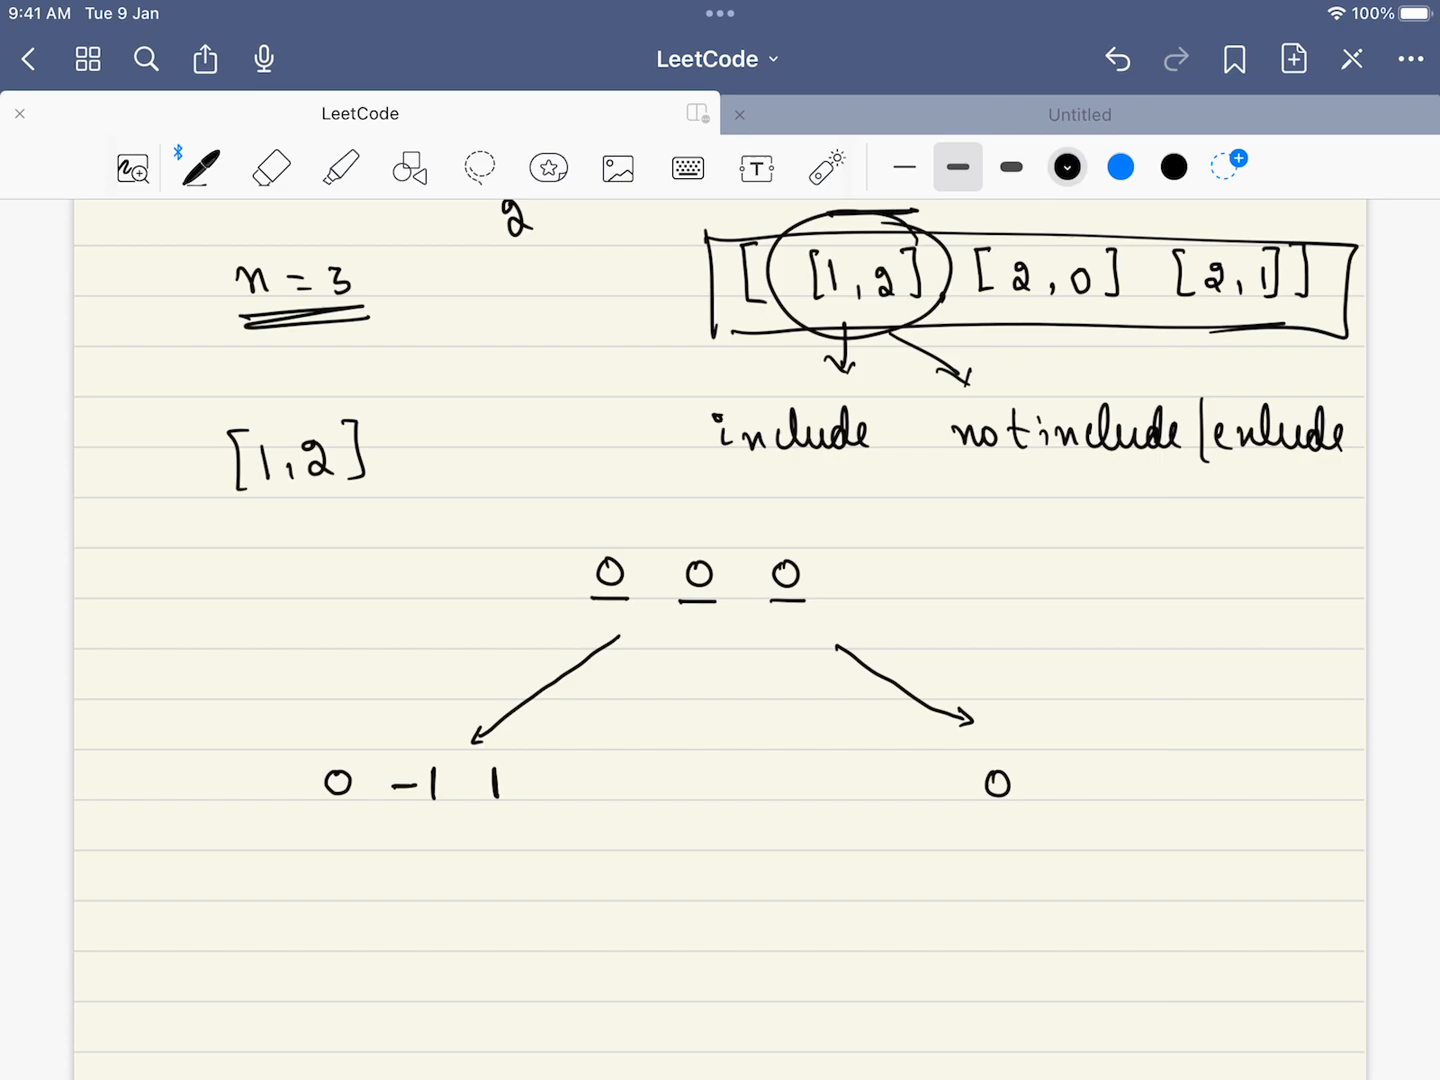 9:41 AM Tue 9 Jan
100%
LeetCode
LeetCode
Untitled
T
2
[ [1,2] [2,0] [2,1] ]
n = 3
include not include | exlude
[1,2]
0 0 0
0 -1 1 0